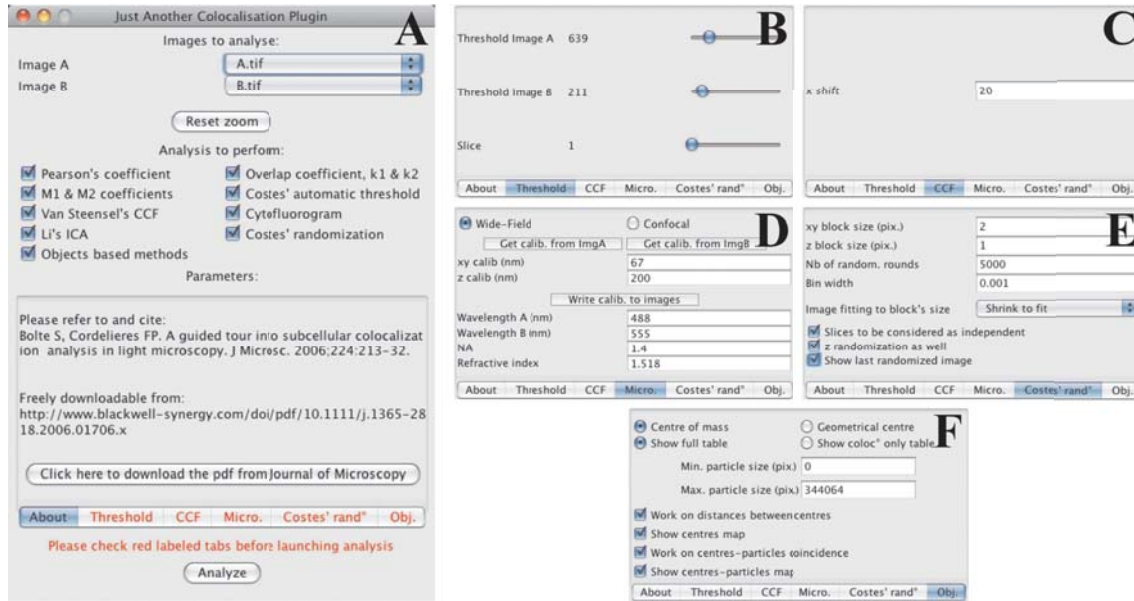 Just Another Colocalisation Plugin
A
Images to analyse:
Image A A.tif
Image B B.tif
Reset zoom
Analysis to perform:
Pearson's coefficient Overlap coefficient, k1 & k2
M1 & M2 coefficients Costes' automatic threshold
Van Steensel's CCF Cytofluorogram
Li's ICA Costes' randomization
Objects based methods
Parameters:
Please refer to and cite:
Bolte S, Cordelieres FP. A guided tour into subcellular colocalizat
ion analysis in light microscopy. J Microsc. 2006;224:213-32.
Freely downloadable from:
http://www.blackwell-synergy.com/doi/pdf/10.1111/j.1365-28
18.2006.01706.x
Click here to download the pdf from Journal of Microscopy
About Threshold CCF Micro. Costes' rand° Obj.
Please check red labeled tabs before launching analysis
Analyze
B
Threshold Image A 639
Threshold Image B 211
Slice 1
About Threshold CCF Micro. Costes' rand° Obj.
C
x shift 20
About Threshold CCF Micro. Costes' rand° Obj.
D
Wide-Field Confocal
Get calib. from ImgA Get calib. from ImgB
xy calib (nm) 67
z calib (nm) 200
Write calib. to images
Wavelength A (nm) 488
Wavelength B (nm) 555
NA 1.4
Refractive index 1.518
About Threshold CCF Micro. Costes' rand° Obj.
E
xy block size (pix.) 2
z block size (pix.) 1
Nb of random. rounds 5000
Bin width 0.001
Image fitting to block's size Shrink to fit
Slices to be considered as independent
z randomization as well
Show last randomized image
About Threshold CCF Micro. Costes' rand° Obj.
F
Centre of mass Geometrical centre
Show full table Show coloc° only table
Min. particle size (pix) 0
Max. particle size (pix) 344064
Work on distances between centres
Show centres map
Work on centres-particles coincidence
Show centres-particles map
About Threshold CCF Micro. Costes' rand° Obj.